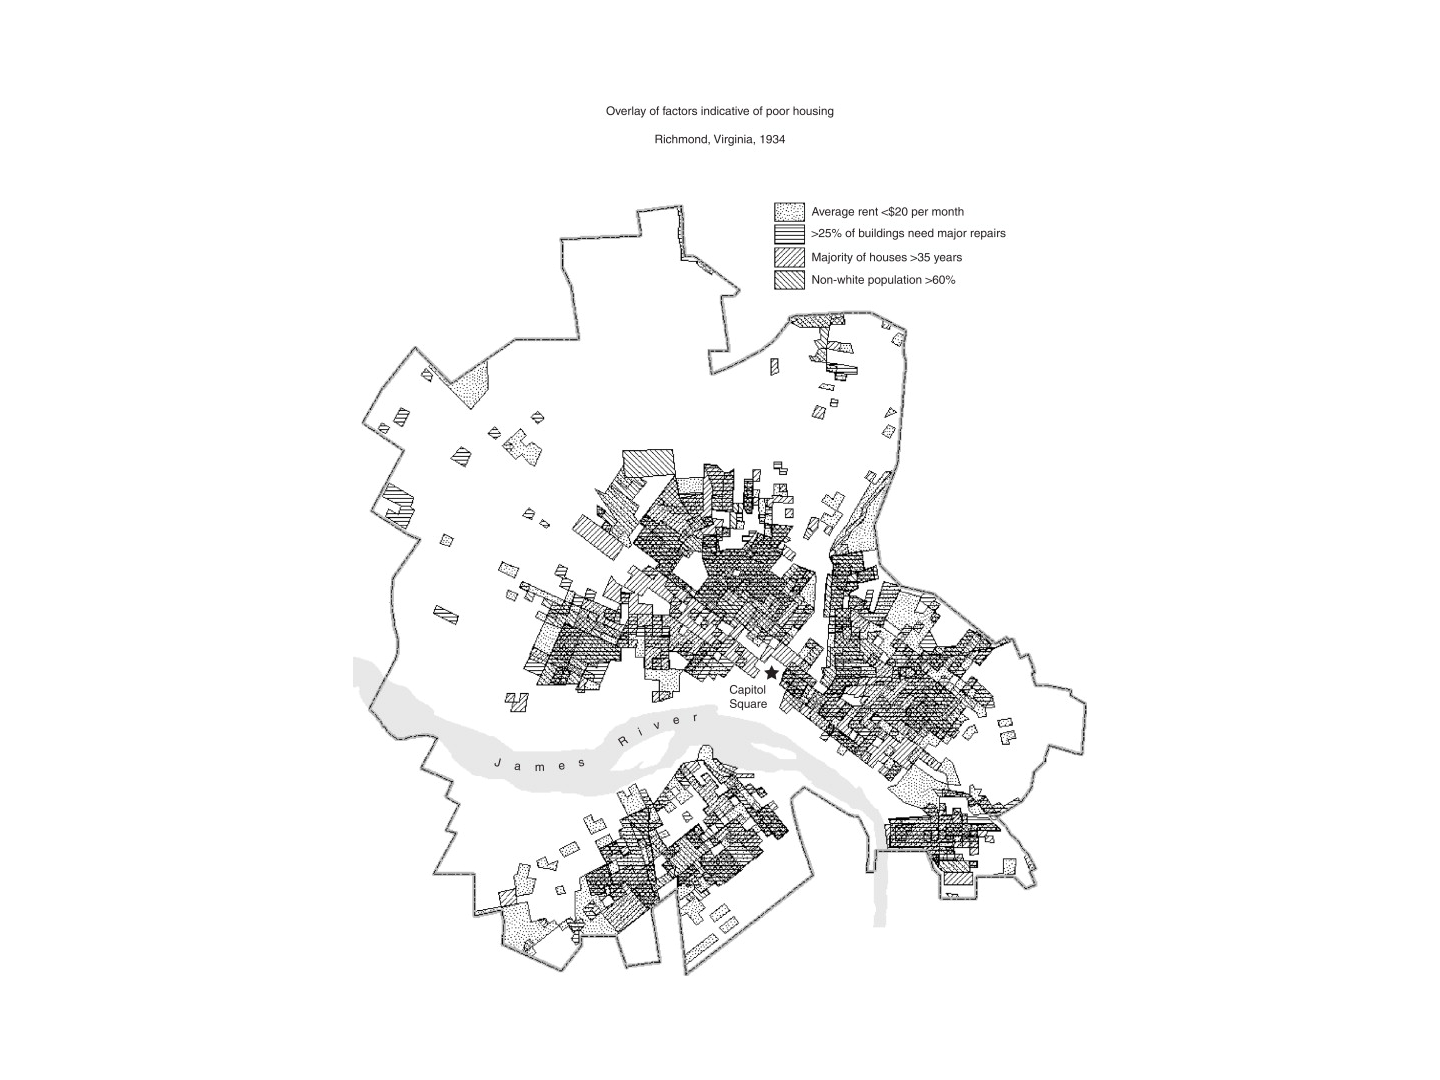 Overlay of factors indicative of poor housing
Richmond, Virginia, 1934
Average rent <$20 per month
>25% of buildings need major repairs
Majority of houses >35 years
Non-white population >60%
Capitol
Square
James River